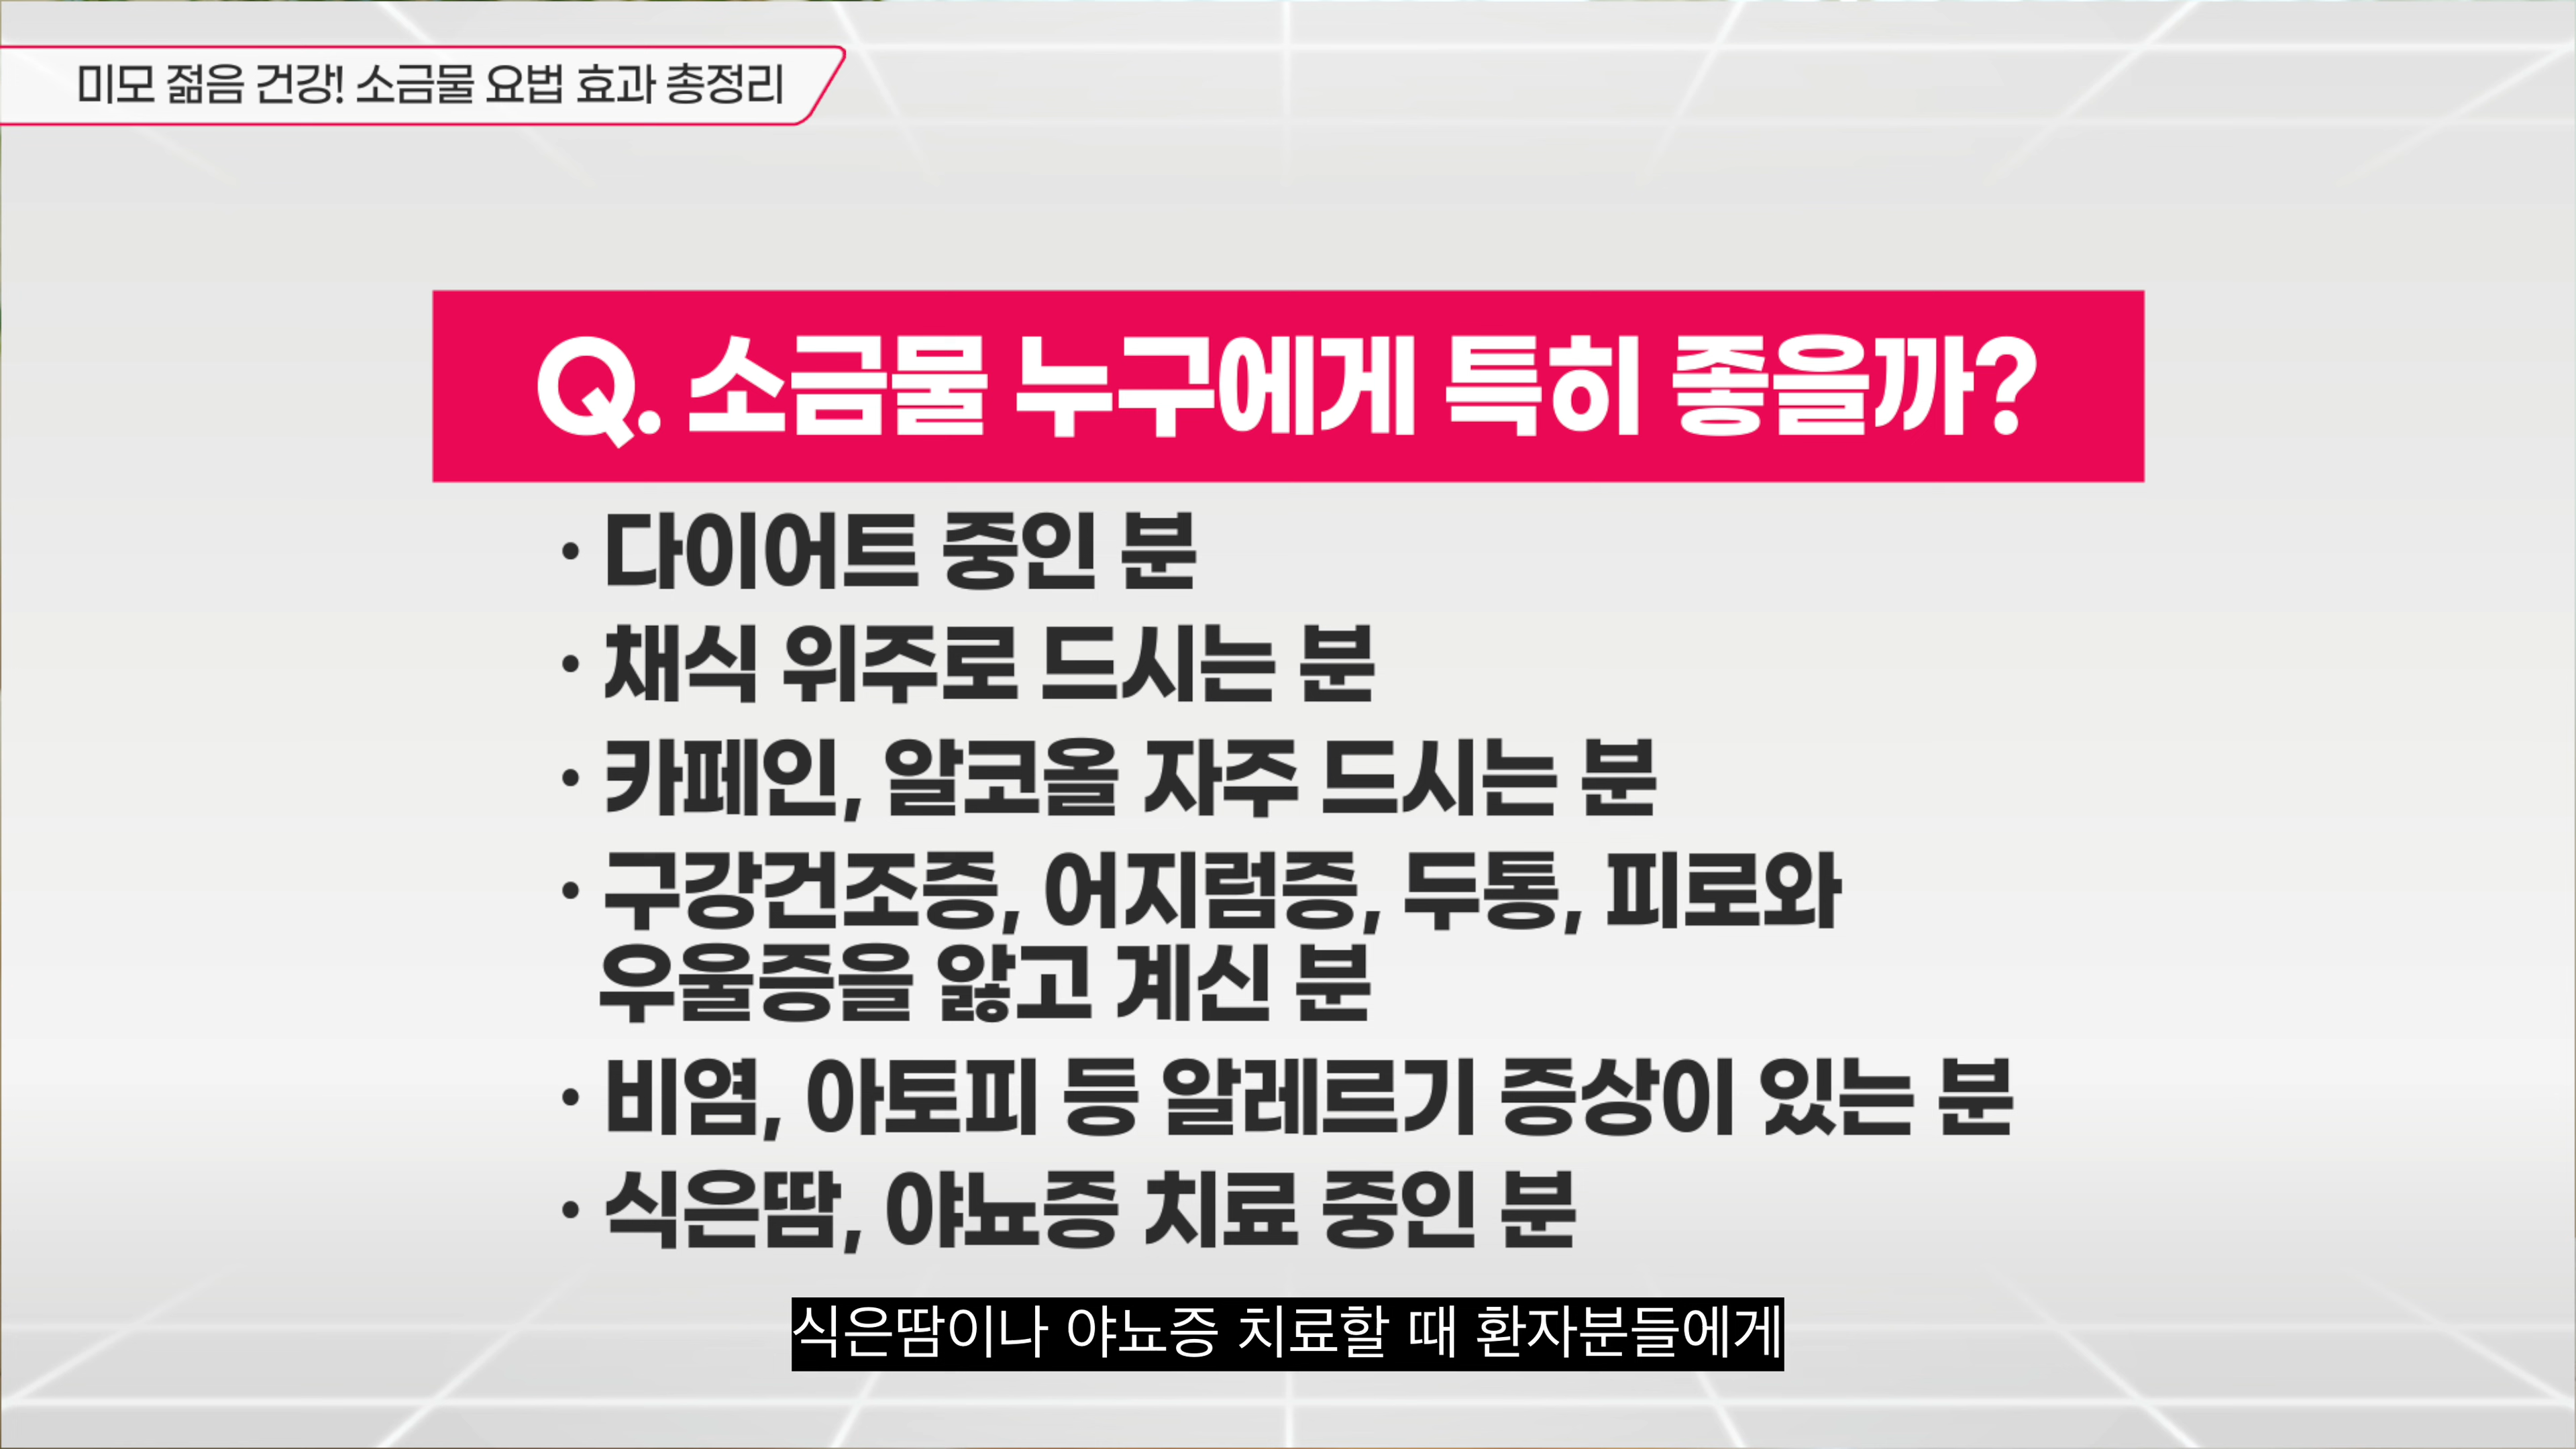 미모 젊음 건강! 소금물 요법 효과 총정리
Q. 소금물 누구에게 특히 좋을까?
· 다이어트 중인 분
· 채식 위주로 드시는 분
· 카페인, 알코올 자주 드시는 분
· 구강건조증, 어지럼증, 두통, 피로와
우울증을 앓고 계신 분
· 비염, 아토피 등 알레르기 증상이 있는 분
· 식은땀, 야뇨증 치료 중인 분
식은땀이나 야뇨증 치료할 때 환자분들에게